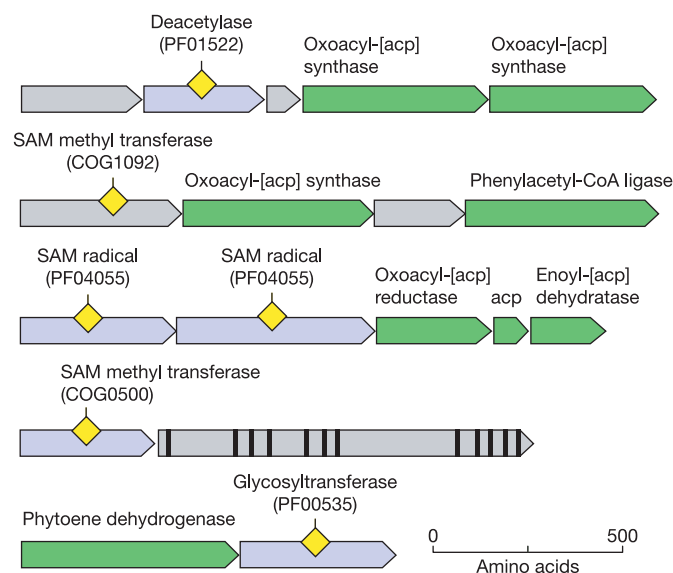 Deacetylase
(PF01522)
Oxoacyl-[acp]
synthase
Oxoacyl-[acp]
synthase
SAM methyl transferase
(COG1092)
Oxoacyl-[acp] synthase
Phenylacetyl-CoA ligase
SAM radical
(PF04055)
SAM radical
(PF04055)
Oxoacyl-[acp]
reductase
acp
Enoyl-[acp]
dehydratase
SAM methyl transferase
(COG0500)
Phytoene dehydrogenase
Glycosyltransferase
(PF00535)
0
500
Amino acids